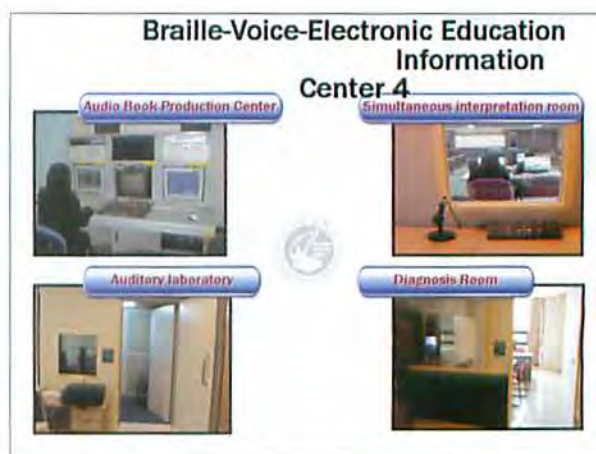 Braille-Voice-Electronic Education
Information
Center 4
Audio Book Production Center
Simultaneous interpretation room
Auditory laboratory
Diagnosis Room